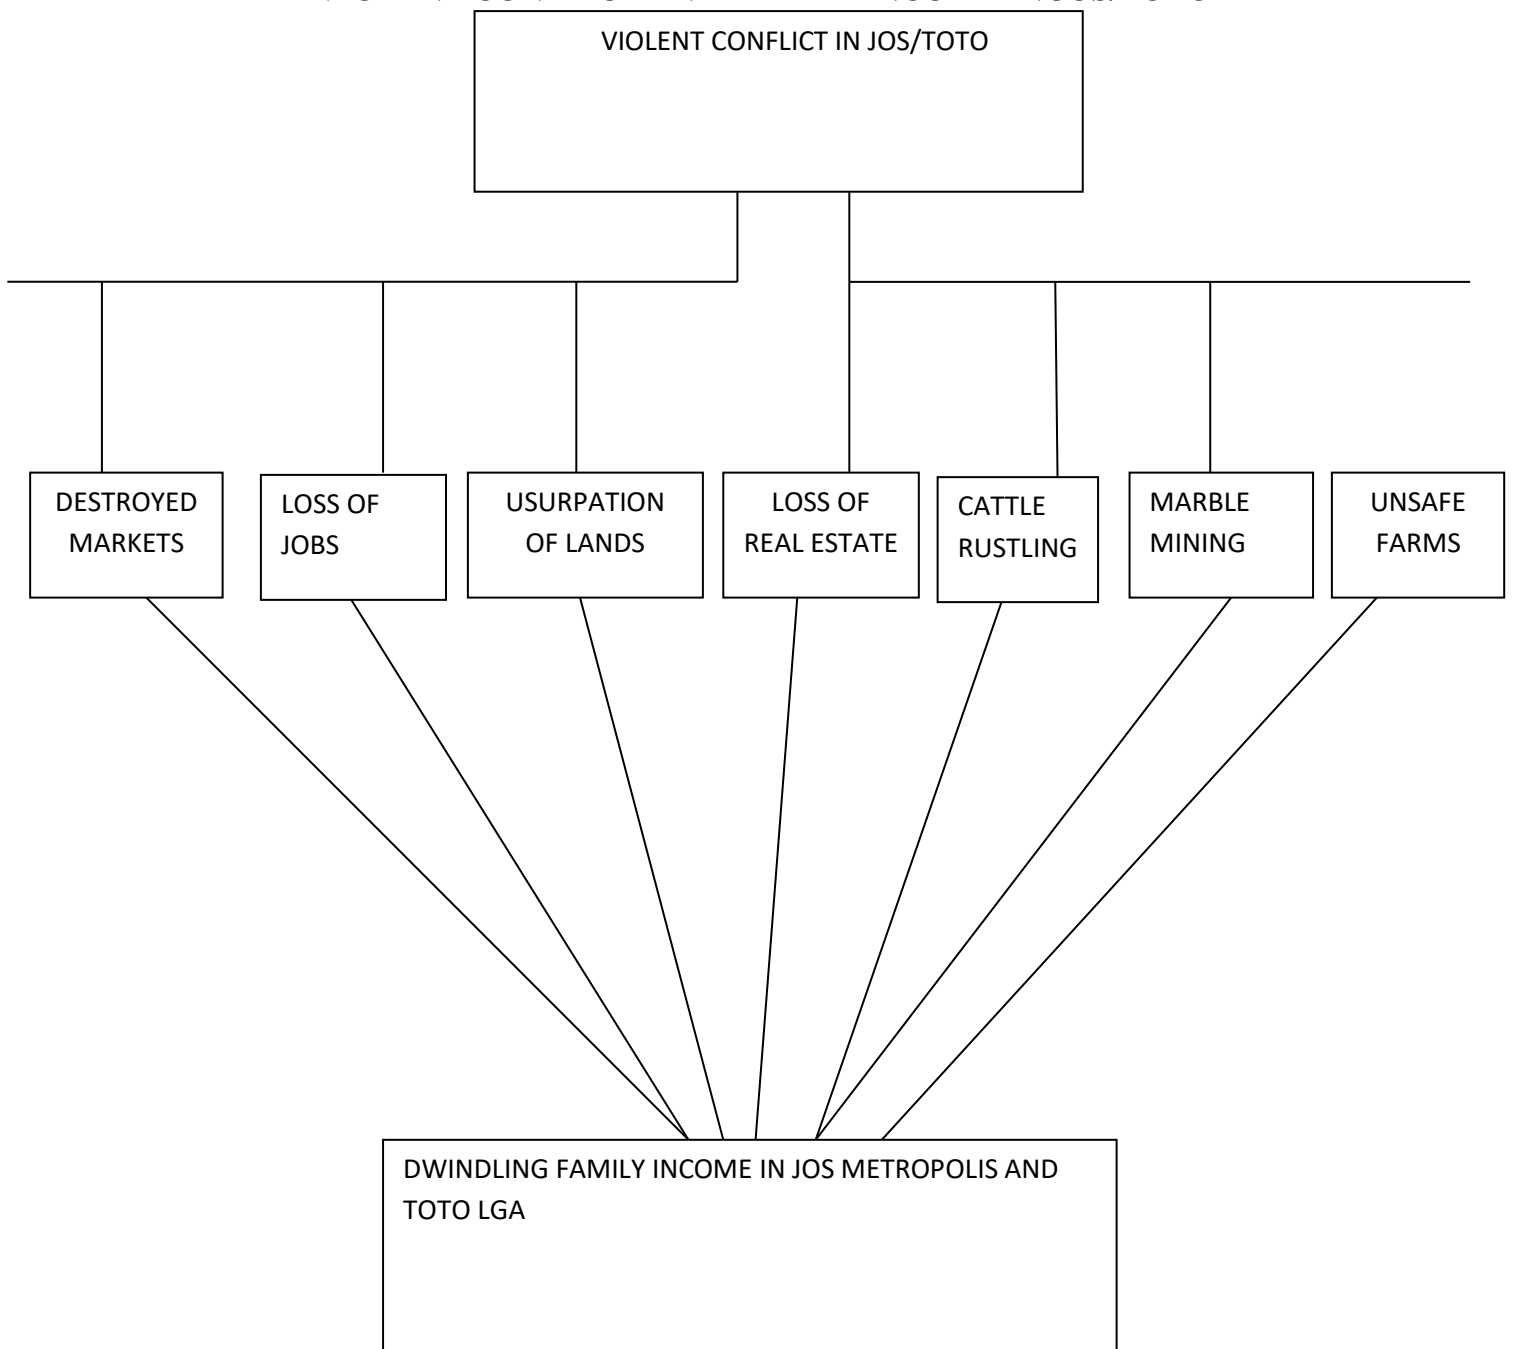 VIOLENT CONFLICT IN JOS/TOTO
DESTROYED
MARKETS
LOSS OF
JOBS
USURPATION
OF LANDS
LOSS OF
REAL ESTATE
CATTLE
RUSTLING
MARBLE
MINING
UNSAFE
FARMS
DWINDLING FAMILY INCOME IN JOS METROPOLIS AND
TOTO LGA